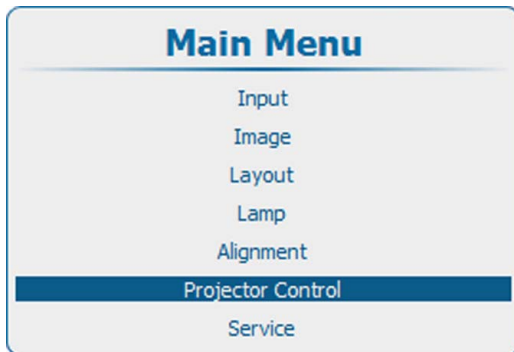 Main Menu
Input
Image
Layout
Lamp
Alignment
Projector Control
Service